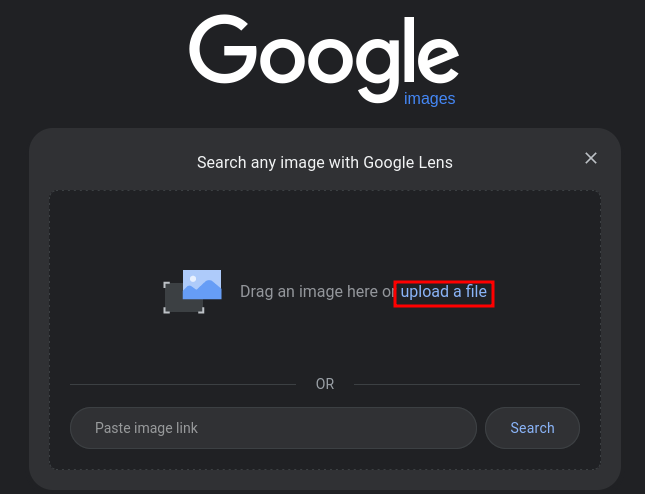 Google
images
Search any image with Google Lens
Drag an image here or upload a file
OR
Paste image link
Search